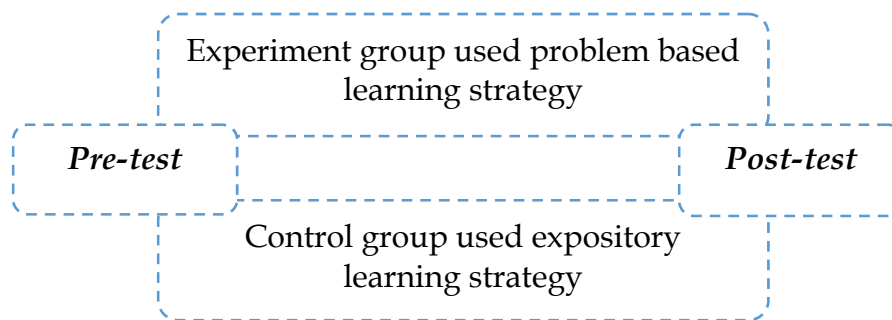 Experiment group used problem based
learning strategy
Pre-test
Post-test
Control group used expository
learning strategy